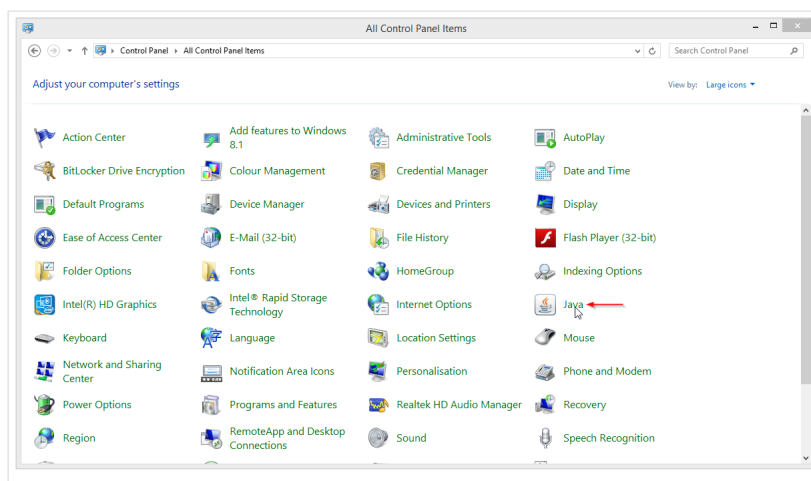 All Control Panel Items
Control Panel
All Control Panel Items
Search Control Panel
Adjust your computer's settings
View by: Large icons
Action Center
Add features to Windows
8.1
Administrative Tools
AutoPlay
BitLocker Drive Encryption
Colour Management
Credential Manager
Date and Time
Default Programs
Device Manager
Devices and Printers
Display
Ease of Access Center
E-Mail (32-bit)
File History
Flash Player (32-bit)
Folder Options
Fonts
HomeGroup
Indexing Options
Intel(R) HD Graphics
Intel® Rapid Storage
Technology
Internet Options
Java
Keyboard
Language
Location Settings
Mouse
Network and Sharing
Center
Notification Area Icons
Personalisation
Phone and Modem
Power Options
Programs and Features
Realtek HD Audio Manager
Recovery
Region
RemoteApp and Desktop
Connections
Sound
Speech Recognition